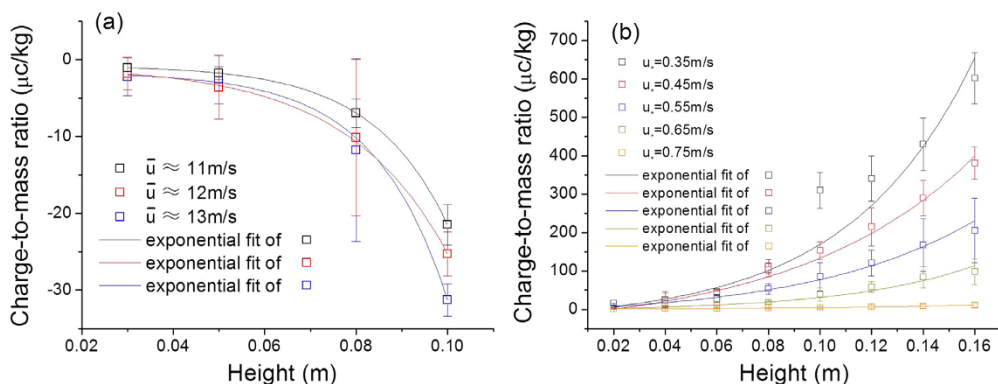 (a)
Charge-to-mass ratio (μc/kg)
0
-10
-20
-30
ū ≈ 11m/s
ū ≈ 12m/s
ū ≈ 13m/s
exponential fit of
exponential fit of
exponential fit of
0.02 0.04 0.06 0.08 0.10
Height (m)
(b)
Charge-to-mass ratio (μc/kg)
700
600
500
400
300
200
100
0
u*=0.35m/s
u*=0.45m/s
u*=0.55m/s
u*=0.65m/s
u*=0.75m/s
exponential fit of
exponential fit of
exponential fit of
exponential fit of
exponential fit of
0.02 0.04 0.06 0.08 0.10 0.12 0.14 0.16
Height (m)